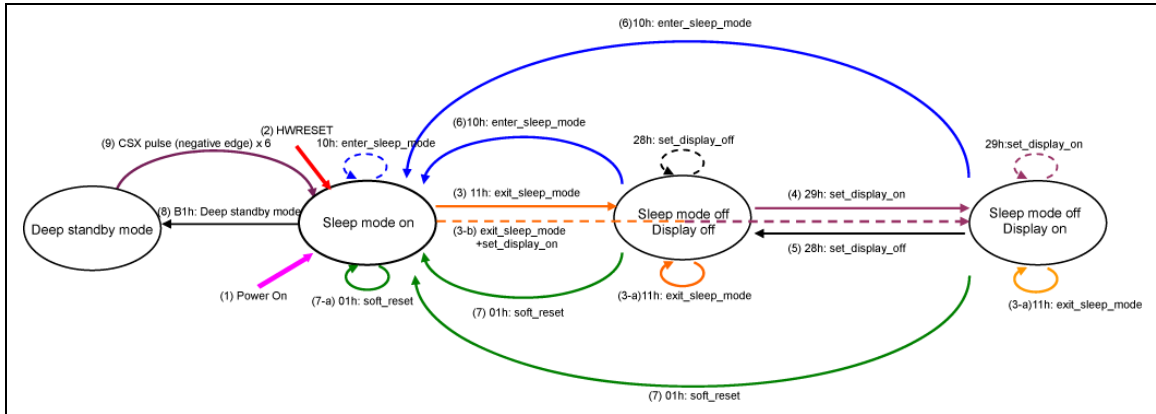 (6)10h: enter_sleep_mode
(2) HWRESET
(6)10h: enter_sleep_mode
(9) CSX pulse (negative edge) x 6
10h: enter_sleep_mode
28h: set_display_off
29h:set_display_on
(8) B1h: Deep standby mode
(3) 11h: exit_sleep_mode
(4) 29h: set_display_on
Deep standby mode
Sleep mode on
Sleep mode off
Display off
Sleep mode off
Display on
(3-b) exit_sleep_mode
+set_display_on
(5) 28h: set_display_off
(1) Power On
(7-a) 01h: soft_reset
(3-a)11h: exit_sleep_mode
(3-a)11h: exit_sleep_mode
(7) 01h: soft_reset
(7) 01h: soft_reset